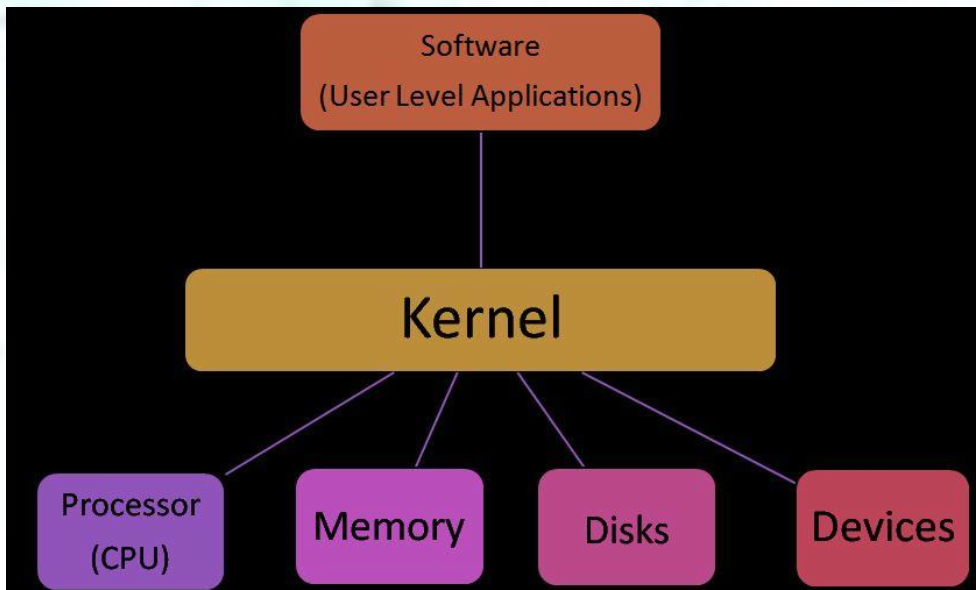 Software
(User Level Applications)
Kernel
Processor
(CPU)
Memory
Disks
Devices